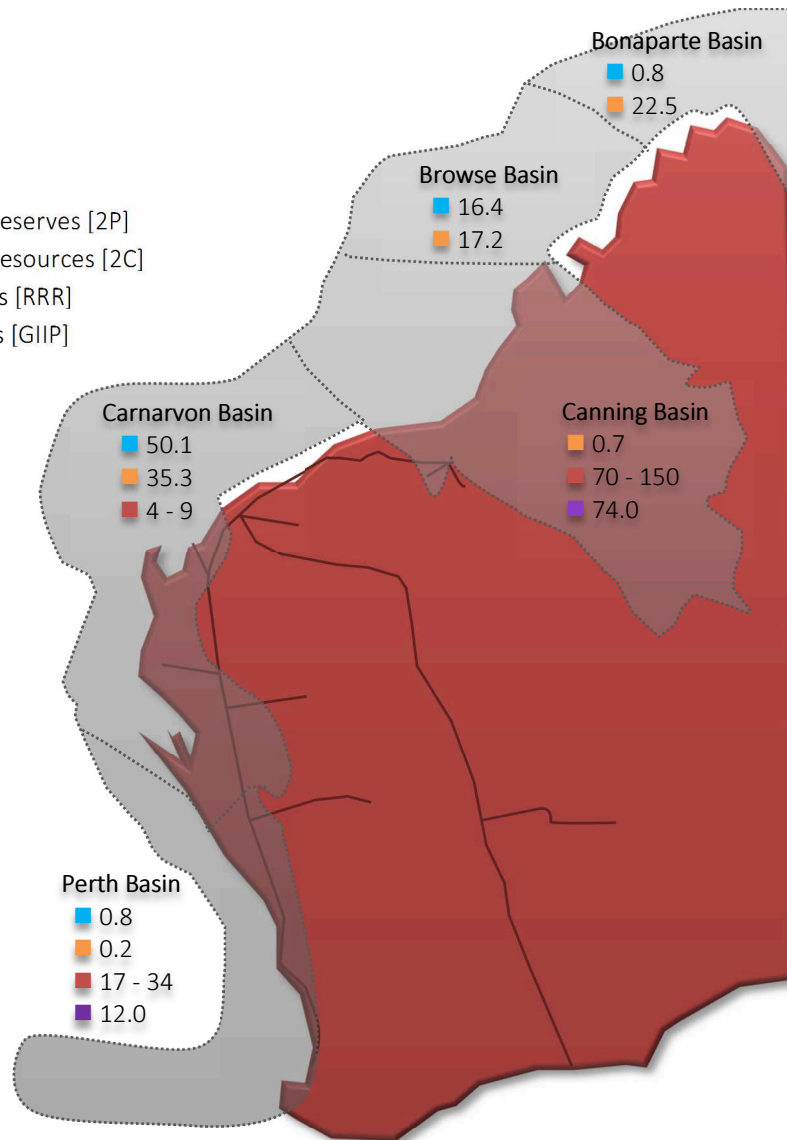 Bonaparte Basin
0.8
22.5
Browse Basin
16.4
17.2
eserves [2P]
esources [2C]
s [RRR]
s [GIIP]
Carnarvon Basin
50.1
35.3
4 - 9
Canning Basin
0.7
70 - 150
74.0
Perth Basin
0.8
0.2
17 - 34
12.0